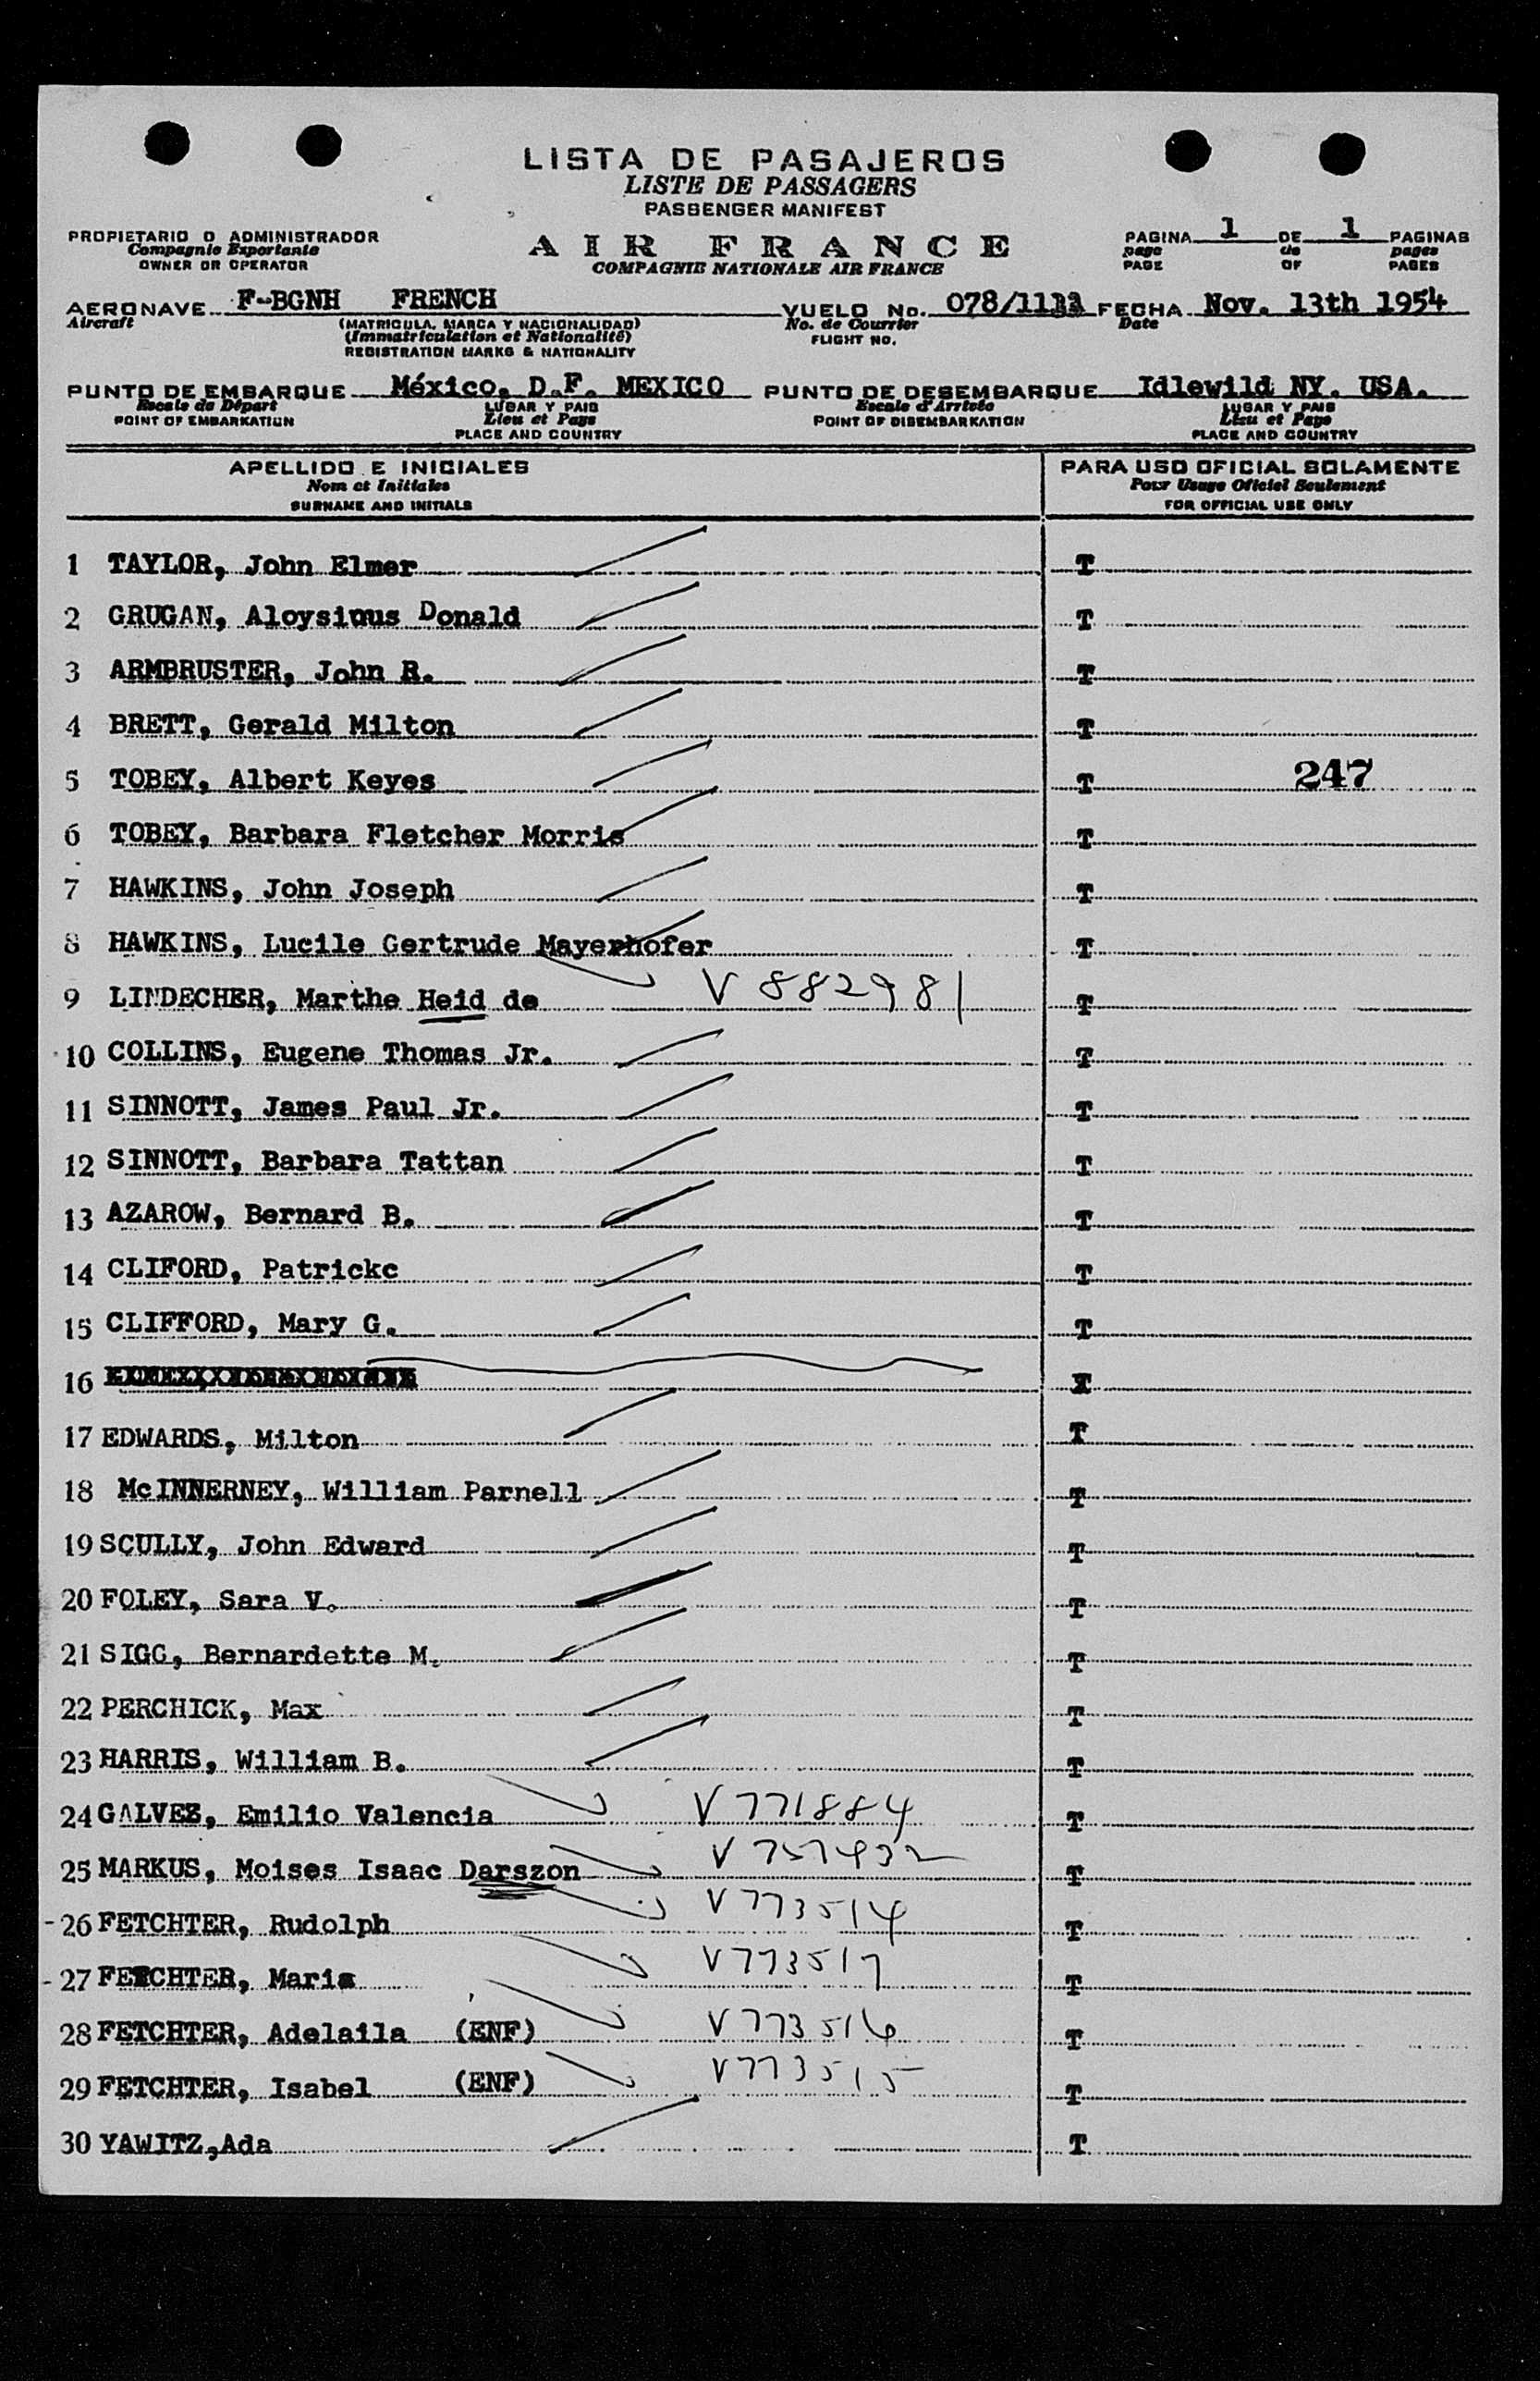 LISTA DE PASAJEROS
LISTE DE PASSAGERS
PASSENGER MANIFEST
PROPIETARIO O ADMINISTRADOR
Compagnie Exportante
OWNER OR OPERATOR
AIR FRANCE
COMPAGNIE NATIONALE AIR FRANCE
PAGINA 1 DE 1 PAGINAS
page de pages
PAGE OF PAGES
AERONAVE F-BGNH FRENCH VUELO No. 078/1133 FECHA Nov. 13th 1954
Aircraft (MATRICULA, MARCA Y NACIONALIDAD) No. de Courrier Date
(Immatriculation et Nationalité) FLIGHT NO.
REGISTRATION MARKS & NATIONALITY
PUNTO DE EMBARQUE México, D.F. MEXICO PUNTO DE DESEMBARQUE Idlewild NY. USA.
Escale de Départ LUGAR Y PAIS Escale d'Arrivée LUGAR Y PAIS
POINT OF EMBARKATION Lieu et Pays POINT OF DISEMBARKATION Lieu et Pays
PLACE AND COUNTRY PLACE AND COUNTRY
APELLIDO E INICIALES PARA USO OFICIAL SOLAMENTE
Nom et Initiales Pour Usage Officiel Seulement
SURNAME AND INITIALS FOR OFFICIAL USE ONLY
1 TAYLOR, John Elmer T
2 GRUGAN, Aloysius Donald T
3 ARMBRUSTER, John R. T
4 BRETT, Gerald Milton T
5 TOBEY, Albert Keyes T 247
6 TOBEY, Barbara Fletcher Morris T
7 HAWKINS, John Joseph T
8 HAWKINS, Lucile Gertrude Mayerhofer T
9 LINDECHER, Marthe Heid de V 882981 T
10 COLLINS, Eugene Thomas Jr. T
11 SINNOTT, James Paul Jr. T
12 SINNOTT, Barbara Tattan T
13 AZAROW, Bernard B. T
14 CLIFORD, Patrickc T
15 CLIFFORD, Mary G. T
16
17 EDWARDS, Milton T
18 McINNERNEY, William Parnell T
19 SCULLY, John Edward T
20 FOLEY, Sara V. T
21 SIGG, Bernardette M. T
22 PERCHICK, Max T
23 HARRIS, William B. T
24 GALVEZ, Emilio Valencia V 771884 T
25 MARKUS, Moises Isaac Darszon V 757432 T
26 FETCHTER, Rudolph V 773514 T
27 FETCHTER, Maria V 773517 T
28 FETCHTER, Adelaila (ENF) V 773516 T
29 FETCHTER, Isabel (ENF) V 773515 T
30 YAWITZ,Ada T